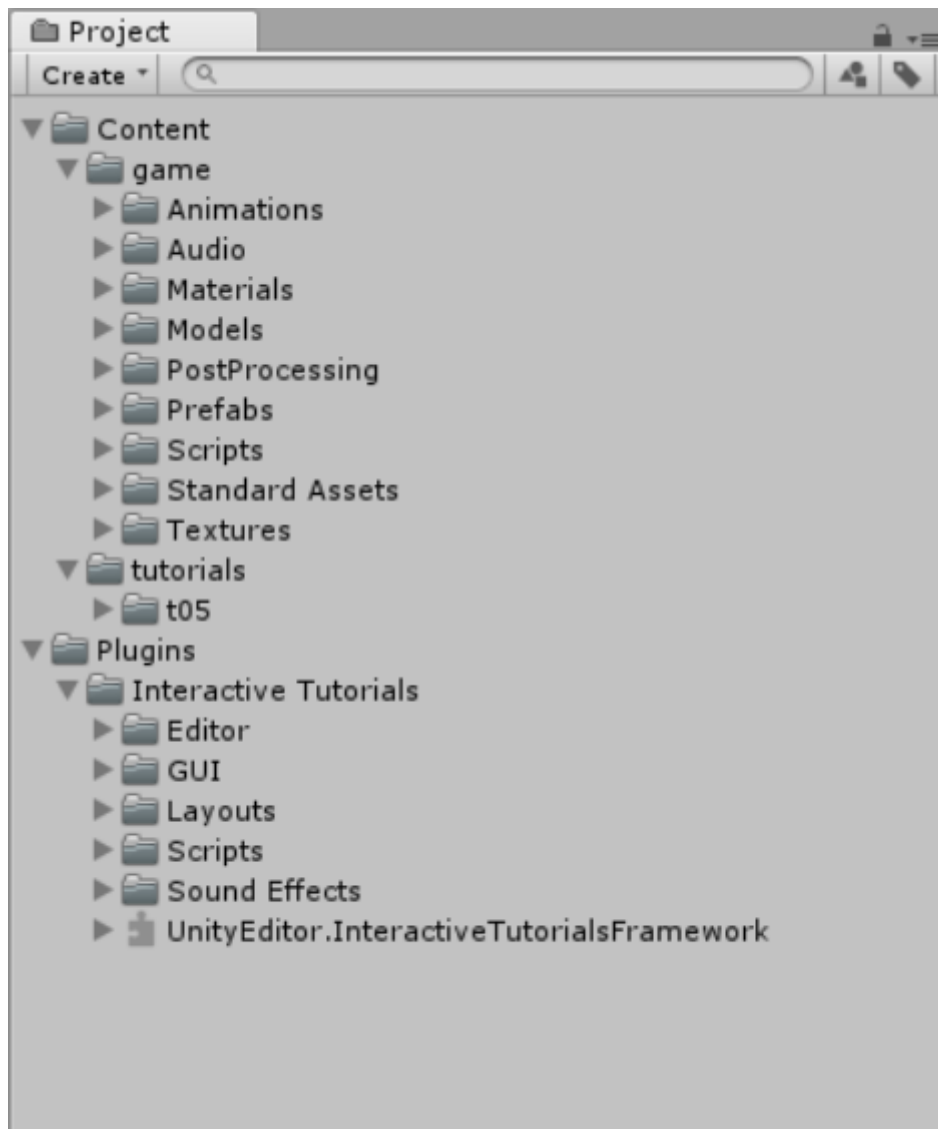 Project
Create
Content
game
Animations
Audio
Materials
Models
PostProcessing
Prefabs
Scripts
Standard Assets
Textures
tutorials
t05
Plugins
Interactive Tutorials
Editor
GUI
Layouts
Scripts
Sound Effects
UnityEditor.InteractiveTutorialsFramework